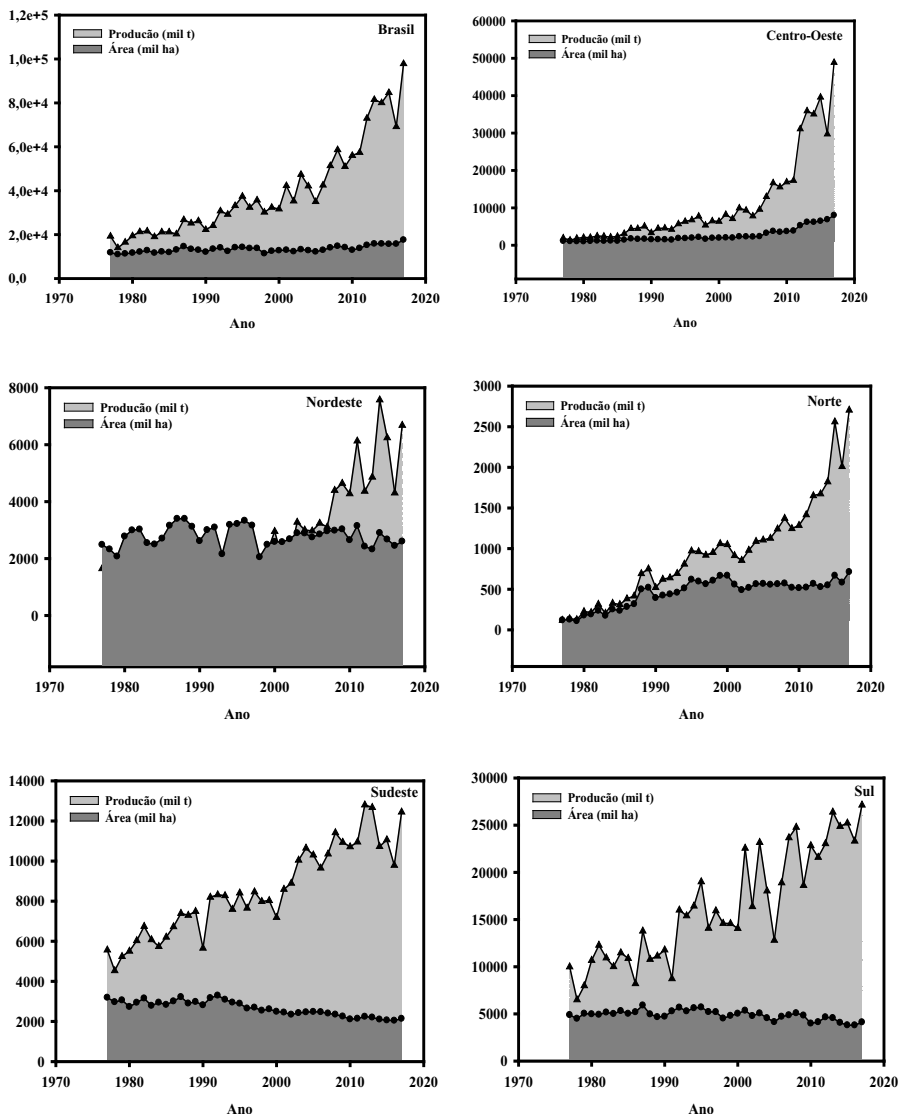 1,2e+5
Brasil
Produção (mil t)
Área (mil ha)
1,0e+5
8,0e+4
6,0e+4
4,0e+4
2,0e+4
0,0
1970 1980 1990 2000 2010 2020
Ano
60000
Centro-Oeste
Produção (mil t)
Área (mil ha)
50000
40000
30000
20000
10000
0
1970 1980 1990 2000 2010 2020
Ano
8000
Nordeste
Produção (mil t)
Área (mil ha)
6000
4000
2000
0
1970 1980 1990 2000 2010 2020
Ano
3000
Norte
Produção (mil t)
Área (mil ha)
2500
2000
1500
1000
500
0
1970 1980 1990 2000 2010 2020
Ano
14000
Sudeste
Produção (mil t)
Área (mil ha)
12000
10000
8000
6000
4000
2000
0
1970 1980 1990 2000 2010 2020
Ano
30000
Sul
Produção (mil t)
Área (mil ha)
25000
20000
15000
10000
5000
0
1970 1980 1990 2000 2010 2020
Ano